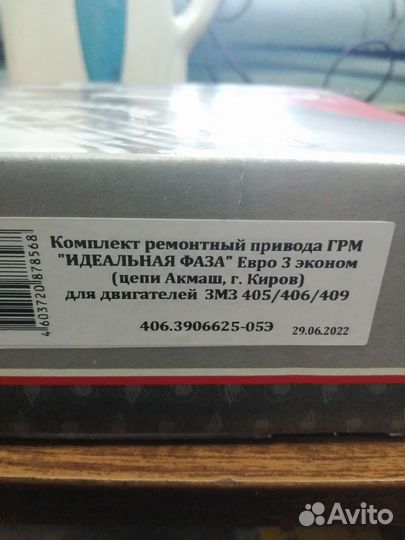 Комплект ремонтный привода ГРМ
"ИДЕАЛЬНАЯ ФАЗА" Евро 3 эконом
(цепи Акмаш, г. Киров)
для двигателей ЗМЗ 405/406/409
406.3906625-05Э 29.06.2022
4603720878568
Avito